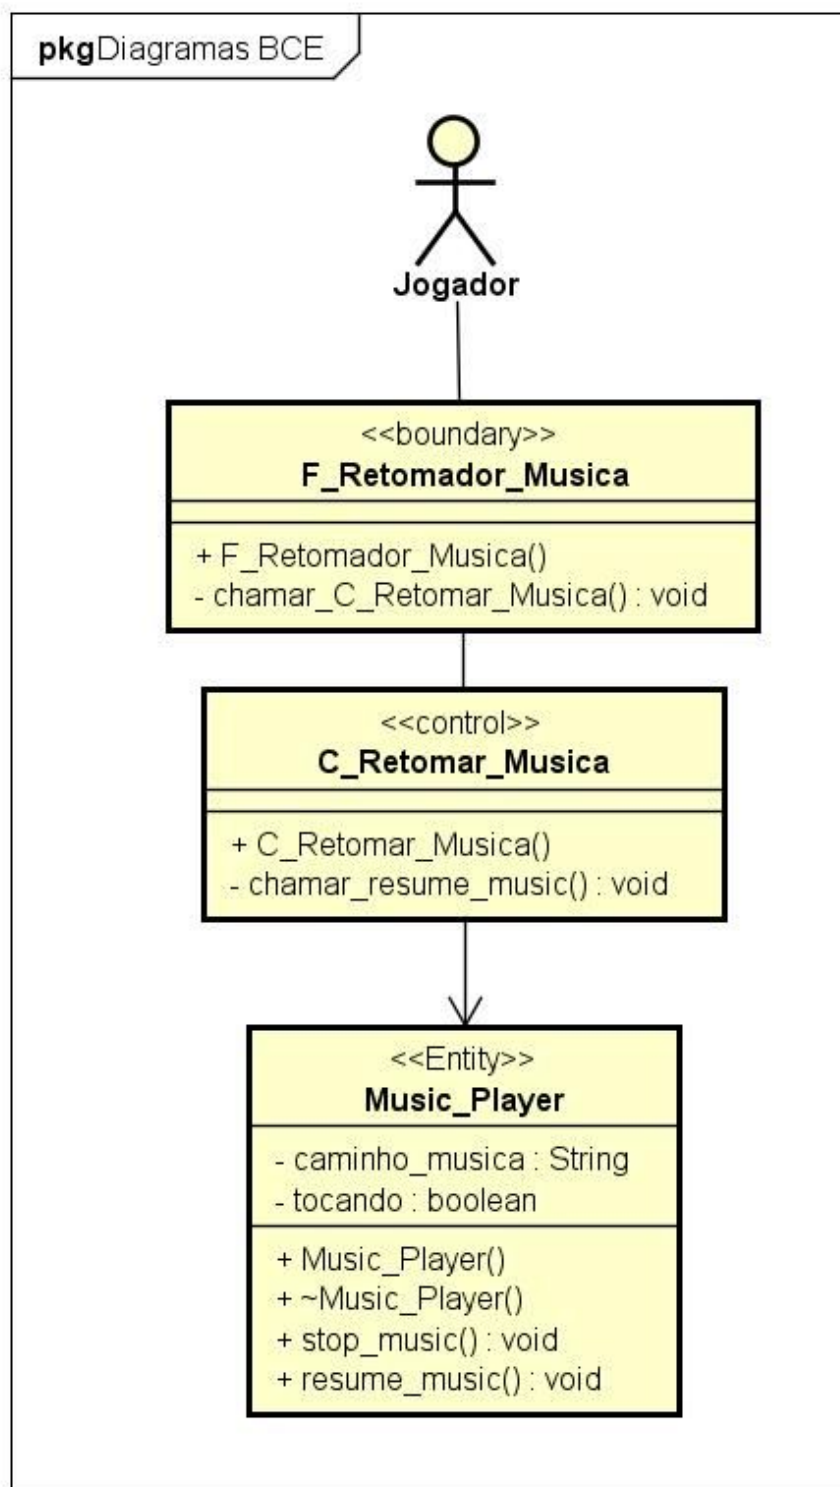 pkgDiagramas BCE
Jogador
<<boundary>>
F_Retomador_Musica
+ F_Retomador_Musica()
- chamar_C_Retomar_Musica() : void
<<control>>
C_Retomar_Musica
+ C_Retomar_Musica()
- chamar_resume_music() : void
<<Entity>>
Music_Player
- caminho_musica : String
- tocando : boolean
+ Music_Player()
+ ~Music_Player()
+ stop_music() : void
+ resume_music() : void